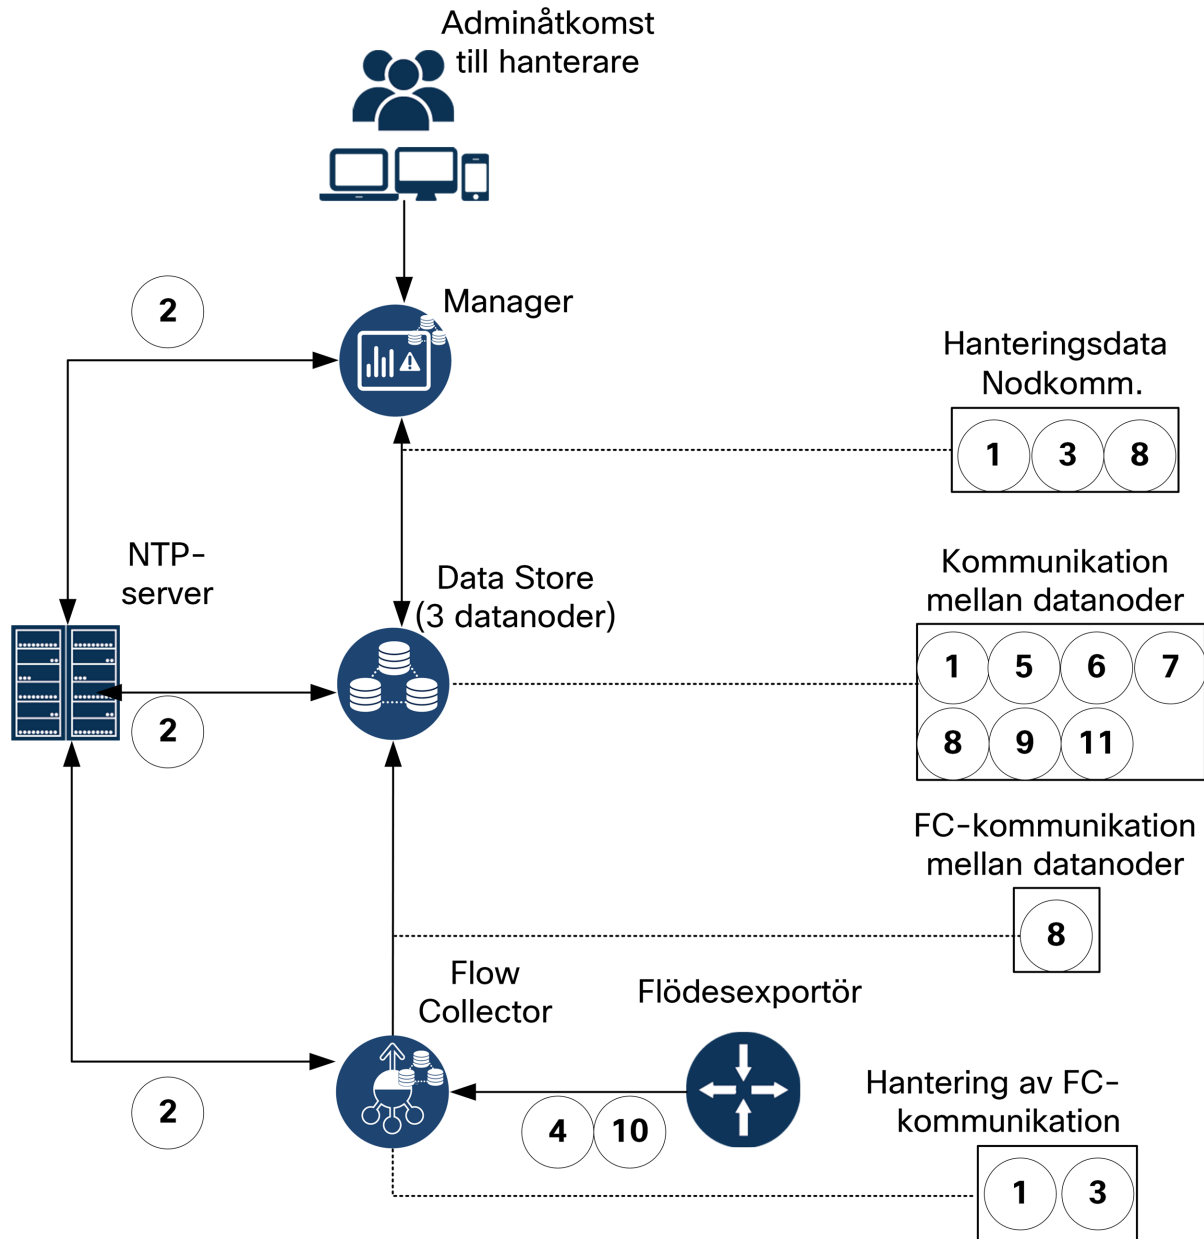 Adminåtkomst
till hanterare
2
Manager
Hanteringsdata
Nodkomm.
1 3 8
NTP-
server
Data Store
(3 datanoder)
Kommunikation
mellan datanoder
1 5 6 7
8 9 11
2
FC-kommunikation
mellan datanoder
8
Flow
Collector
Flödesexportör
Hantering av FC-
kommunikation
2
4 10
1 3